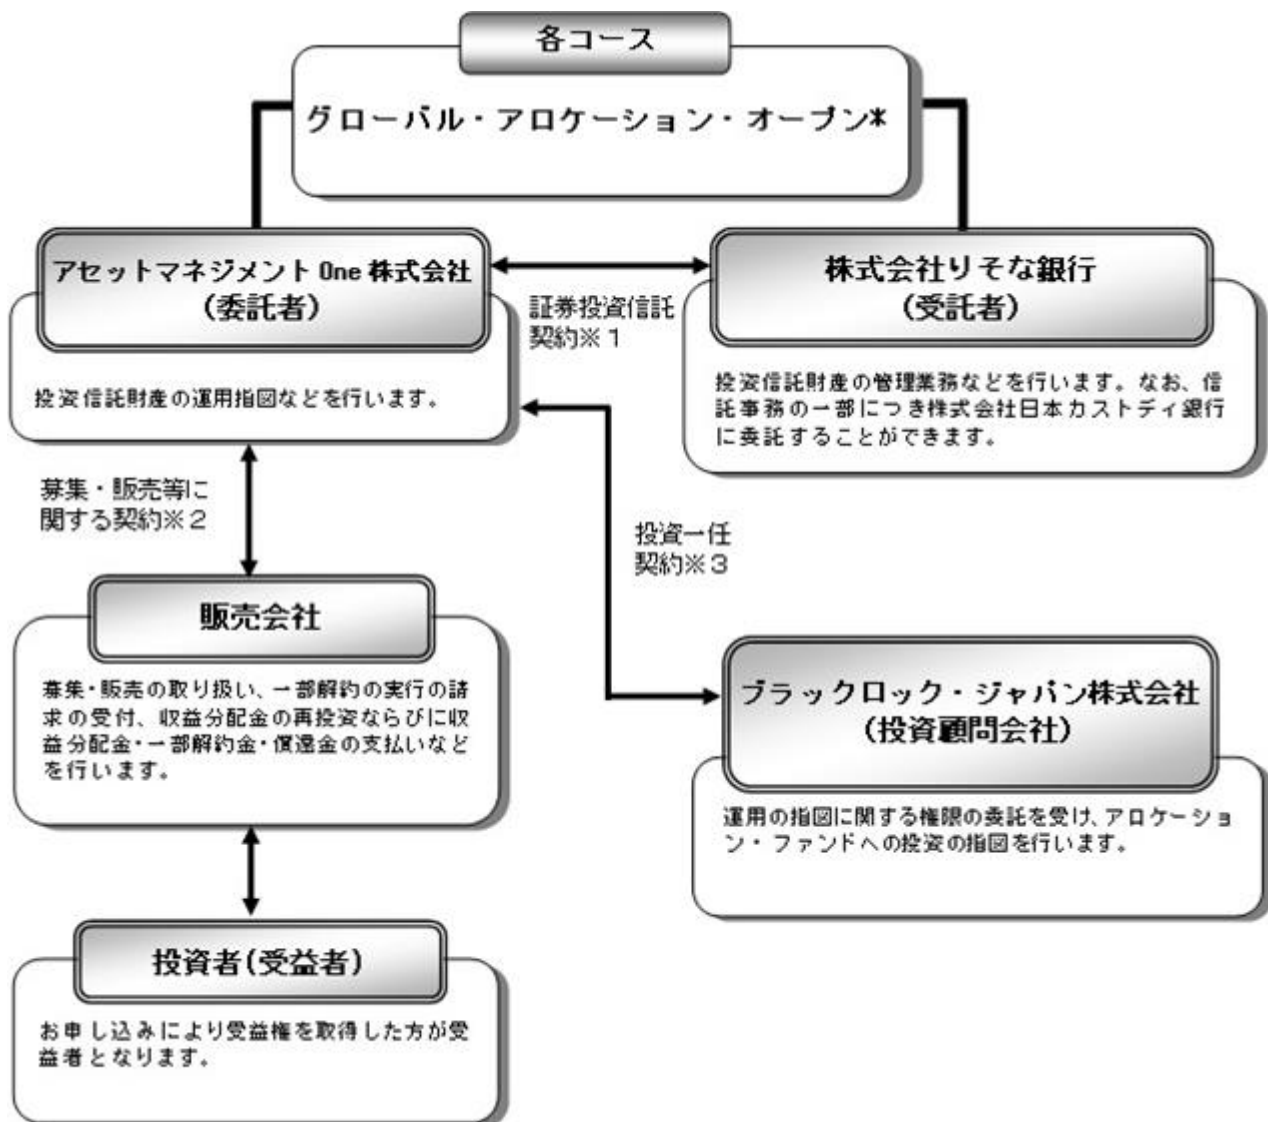 各コース
グローバル・アロケーション・オープン*
アセットマネジメントOne 株式会社
(委託者)
投資信託財産の運用指図などを行います。
証券投資信託
契約※1
株式会社りそな銀行
(受託者)
投資信託財産の管理業務などを行います。なお、信
託事務の一部につき株式会社日本カストディ銀行
に委託することができます。
募集・販売等に
関する契約※2
投資一任
契約※3
販売会社
募集・販売の取り扱い、一部解約の実行の請
求の受付、収益分配金の再投資ならびに収
益分配金・一部解約金・償還金の支払いなど
を行います。
ブラックロック・ジャパン株式会社
(投資顧問会社)
運用の指図に関する権限の委託を受け、アロケーショ
ン・ファンドへの投資の指図を行います。
投資者(受益者)
お申し込みにより受益権を取得した方が受
益者となります。